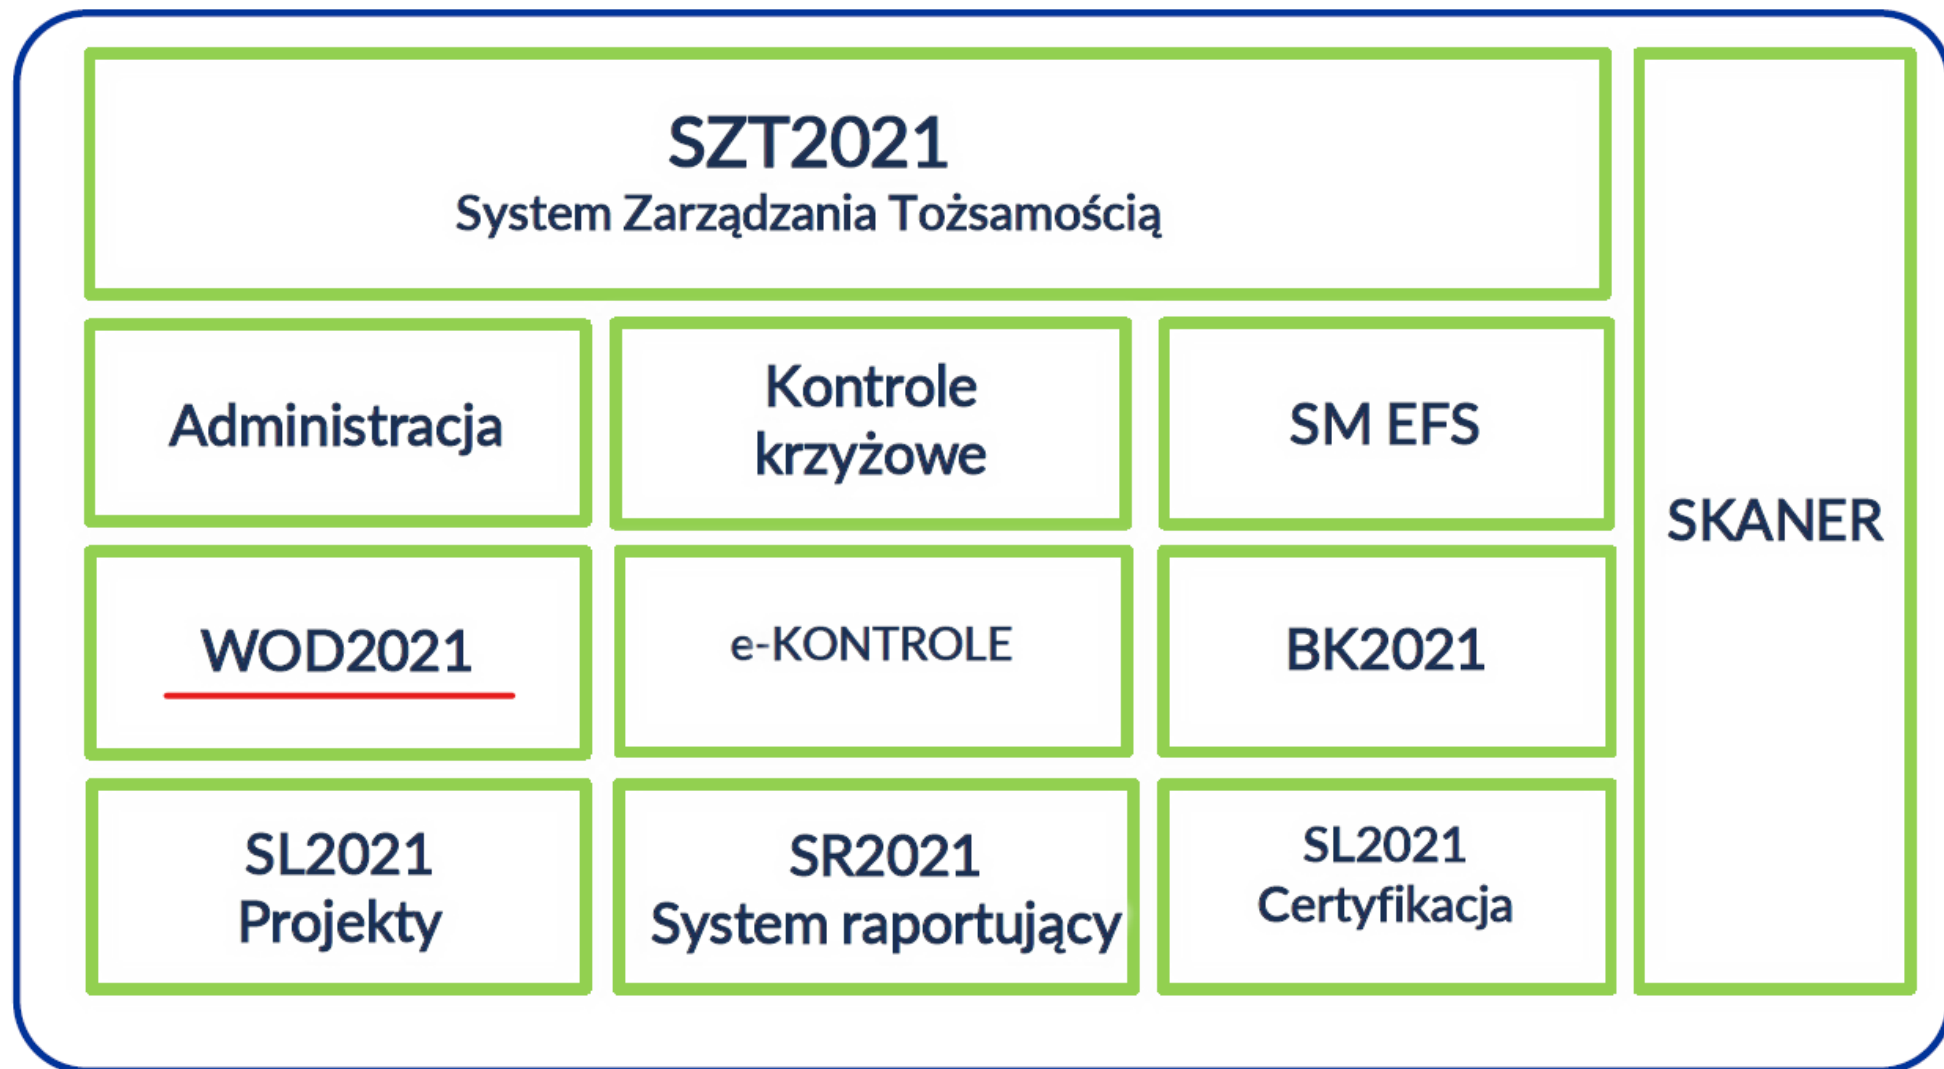 SZT2021
System Zarządzania Tożsamością
Administracja
Kontrole
krzyżowe
SM EFS
SKANER
WOD2021
e-KONTROLE
BK2021
SL2021
Projekty
SR2021
System raportujący
SL2021
Certyfikacja